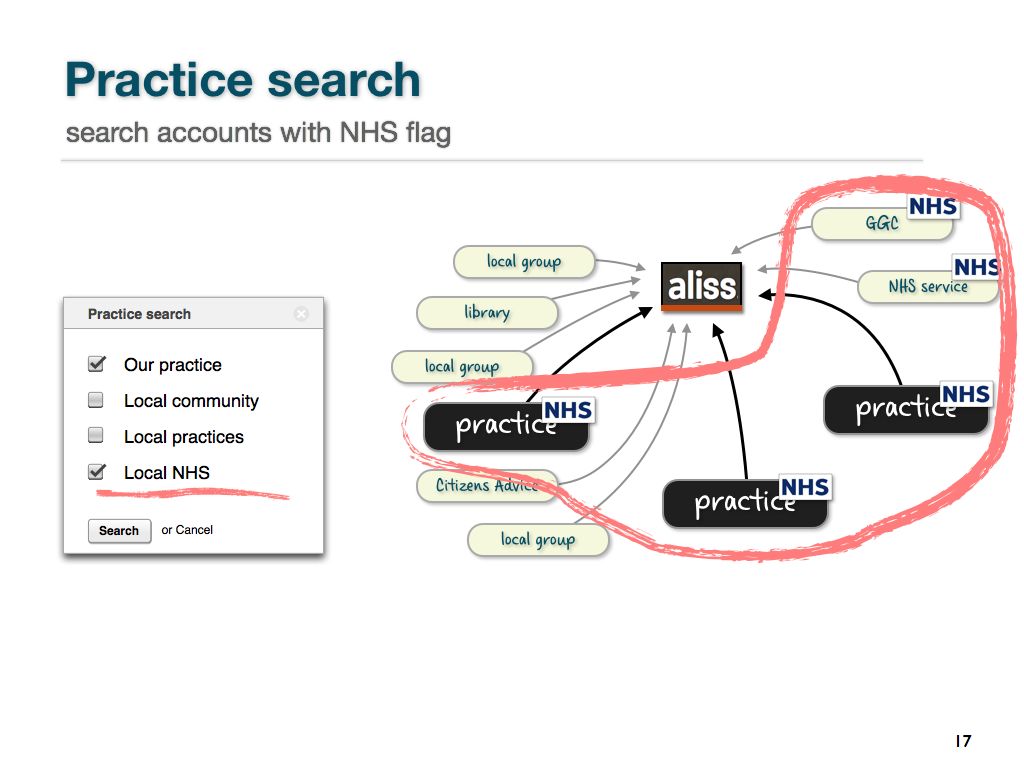 Practice search
search accounts with NHS flag
Practice search
Our practice
Local community
Local practices
Local NHS
Search or Cancel
local group
library
local group
practice NHS
Citizens Advice
local group
aliss
GGC NHS
NHS service NHS
practice NHS
practice NHS
17